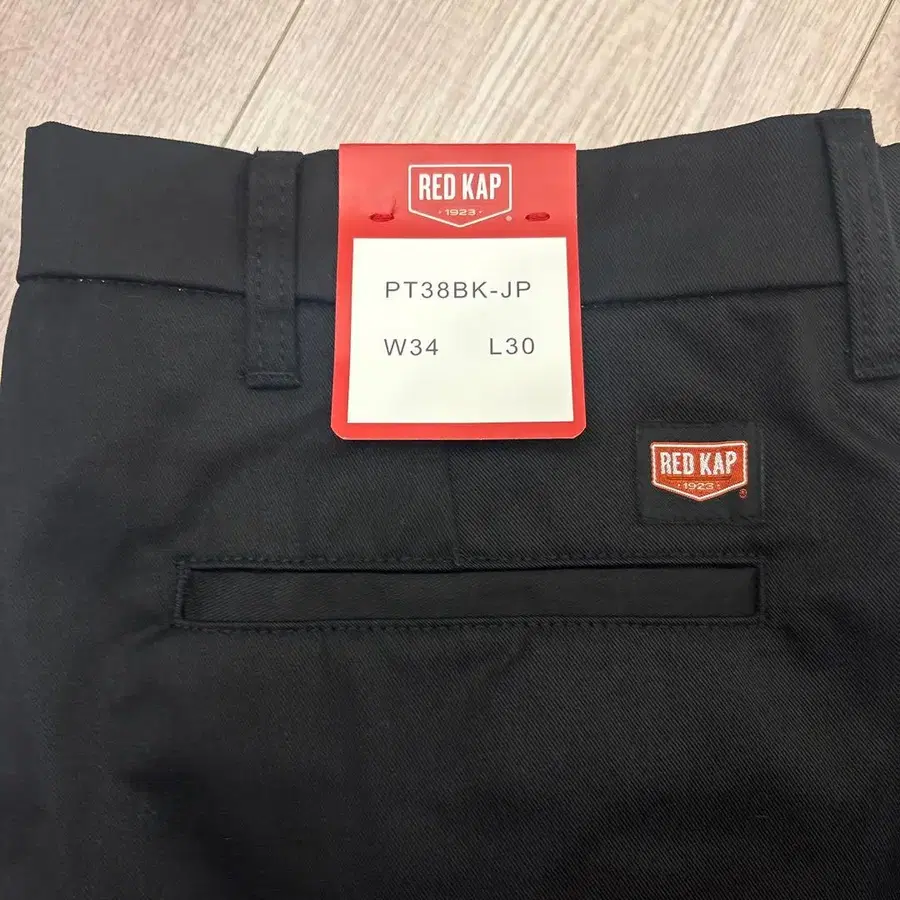 RED KAP
·1923·
®
PT38BK-JP
W34 L30
RED KAP
·1923·
®